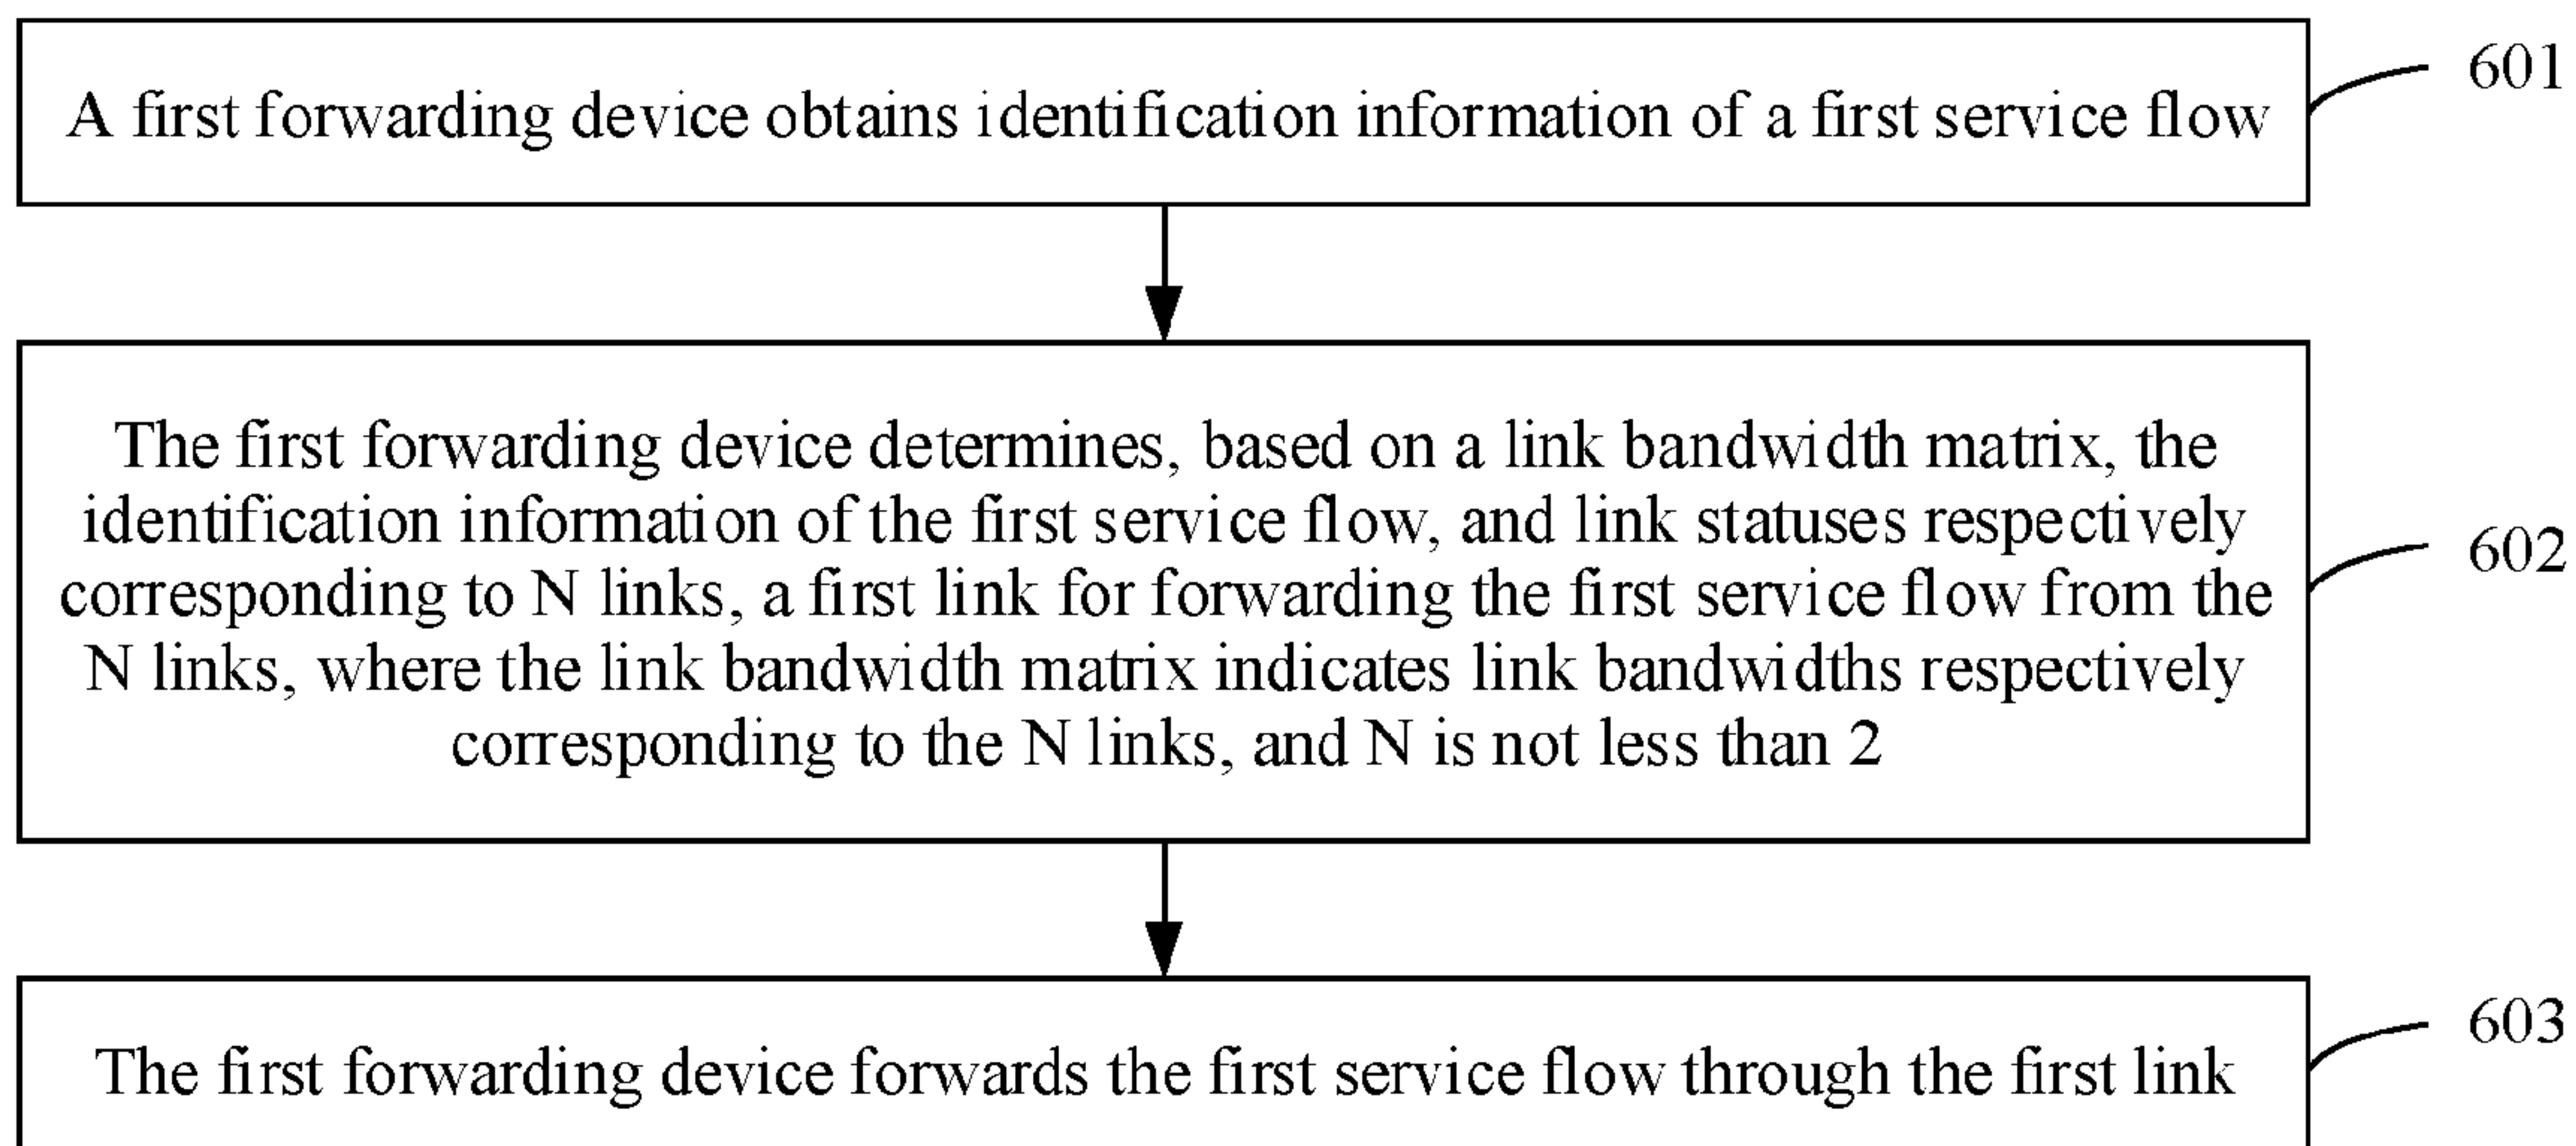 A first forwarding device obtains identification information of a first service flow
601
The first forwarding device determines, based on a link bandwidth matrix, the
identification information of the first service flow, and link statuses respectively
corresponding to N links, a first link for forwarding the first service flow from the
N links, where the link bandwidth matrix indicates link bandwidths respectively
corresponding to the N links, and N is not less than 2
602
The first forwarding device forwards the first service flow through the first link
603